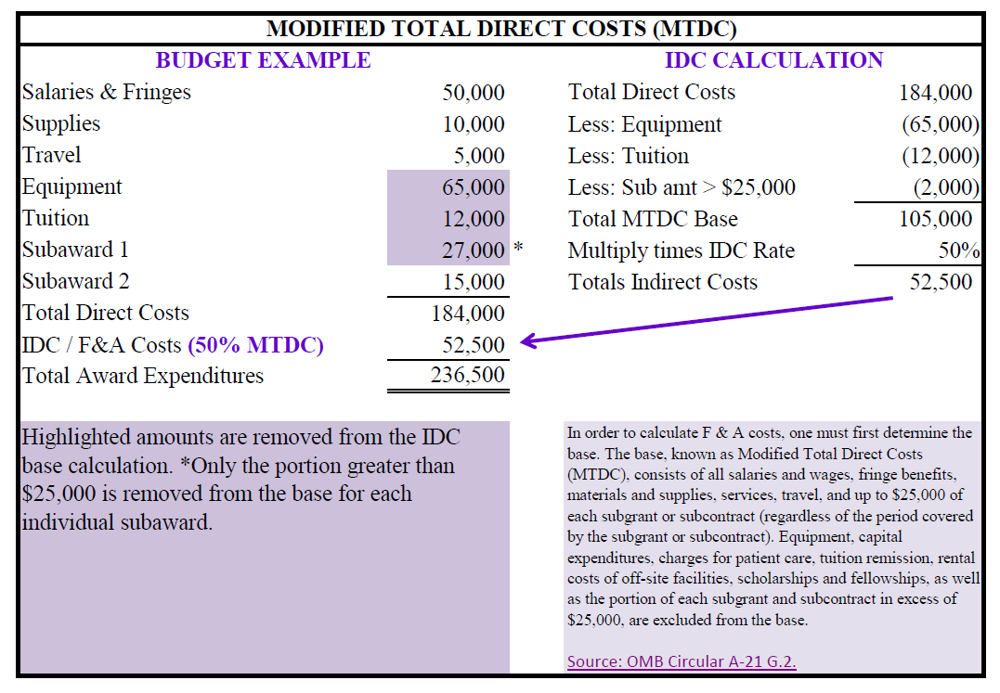 MODIFIED TOTAL DIRECT COSTS (MTDC)
BUDGET EXAMPLE
Salaries & Fringes 50,000
Supplies 10,000
Travel 5,000
Equipment 65,000
Tuition 12,000
Subaward 1 27,000 *
Subaward 2 15,000
Total Direct Costs 184,000
IDC / F&A Costs (50% MTDC) 52,500
Total Award Expenditures 236,500
IDC CALCULATION
Total Direct Costs 184,000
Less: Equipment (65,000)
Less: Tuition (12,000)
Less: Sub amt > $25,000 (2,000)
Total MTDC Base 105,000
Multiply times IDC Rate 50%
Totals Indirect Costs 52,500
Highlighted amounts are removed from the IDC
base calculation. *Only the portion greater than
$25,000 is removed from the base for each
individual subaward.
In order to calculate F & A costs, one must first determine the
base. The base, known as Modified Total Direct Costs
(MTDC), consists of all salaries and wages, fringe benefits,
materials and supplies, services, travel, and up to $25,000 of
each subgrant or subcontract (regardless of the period covered
by the subgrant or subcontract). Equipment, capital
expenditures, charges for patient care, tuition remission, rental
costs of off-site facilities, scholarships and fellowships, as well
as the portion of each subgrant and subcontract in excess of
$25,000, are excluded from the base.
Source: OMB Circular A-21 G.2.